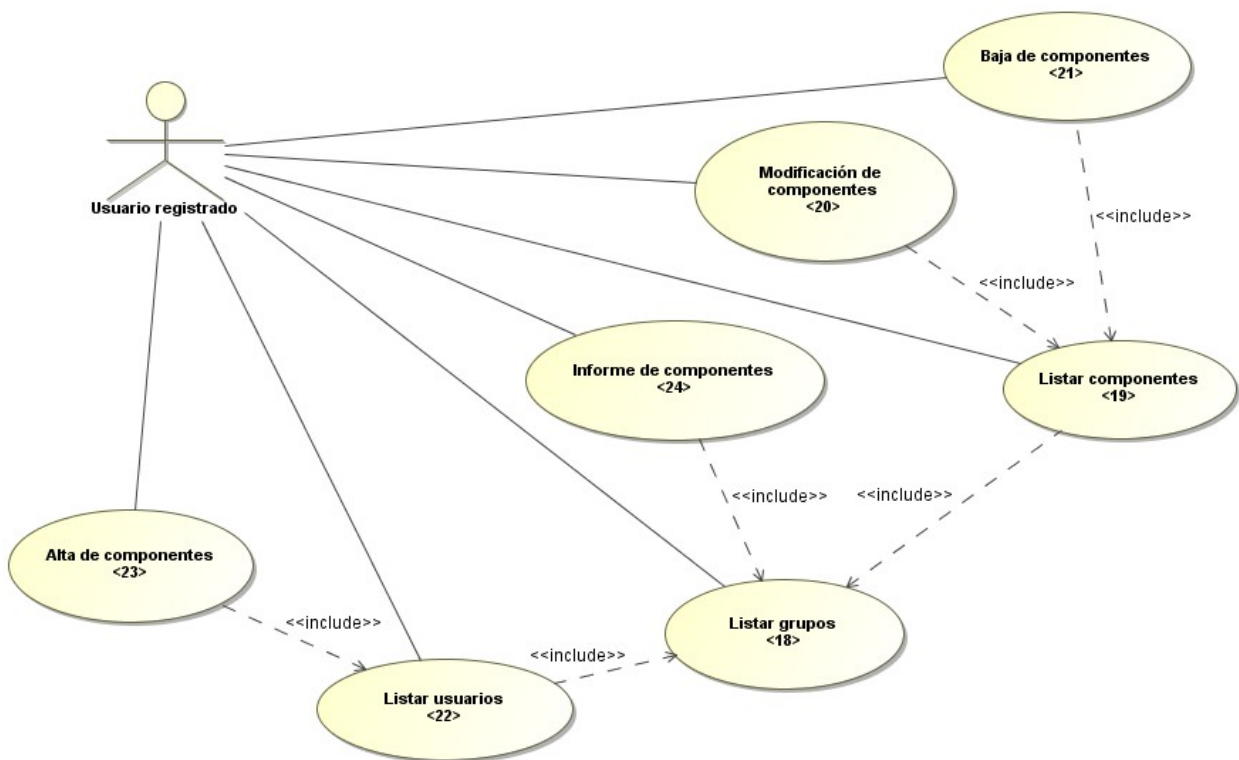 Baja de componentes
<21>
Modificación de
componentes
<20>
Usuario registrado
<<include>>
<<include>>
Informe de componentes
<24>
Listar componentes
<19>
<<include>>
<<include>>
Alta de componentes
<23>
<<include>>
Listar grupos
<18>
<<include>>
Listar usuarios
<22>